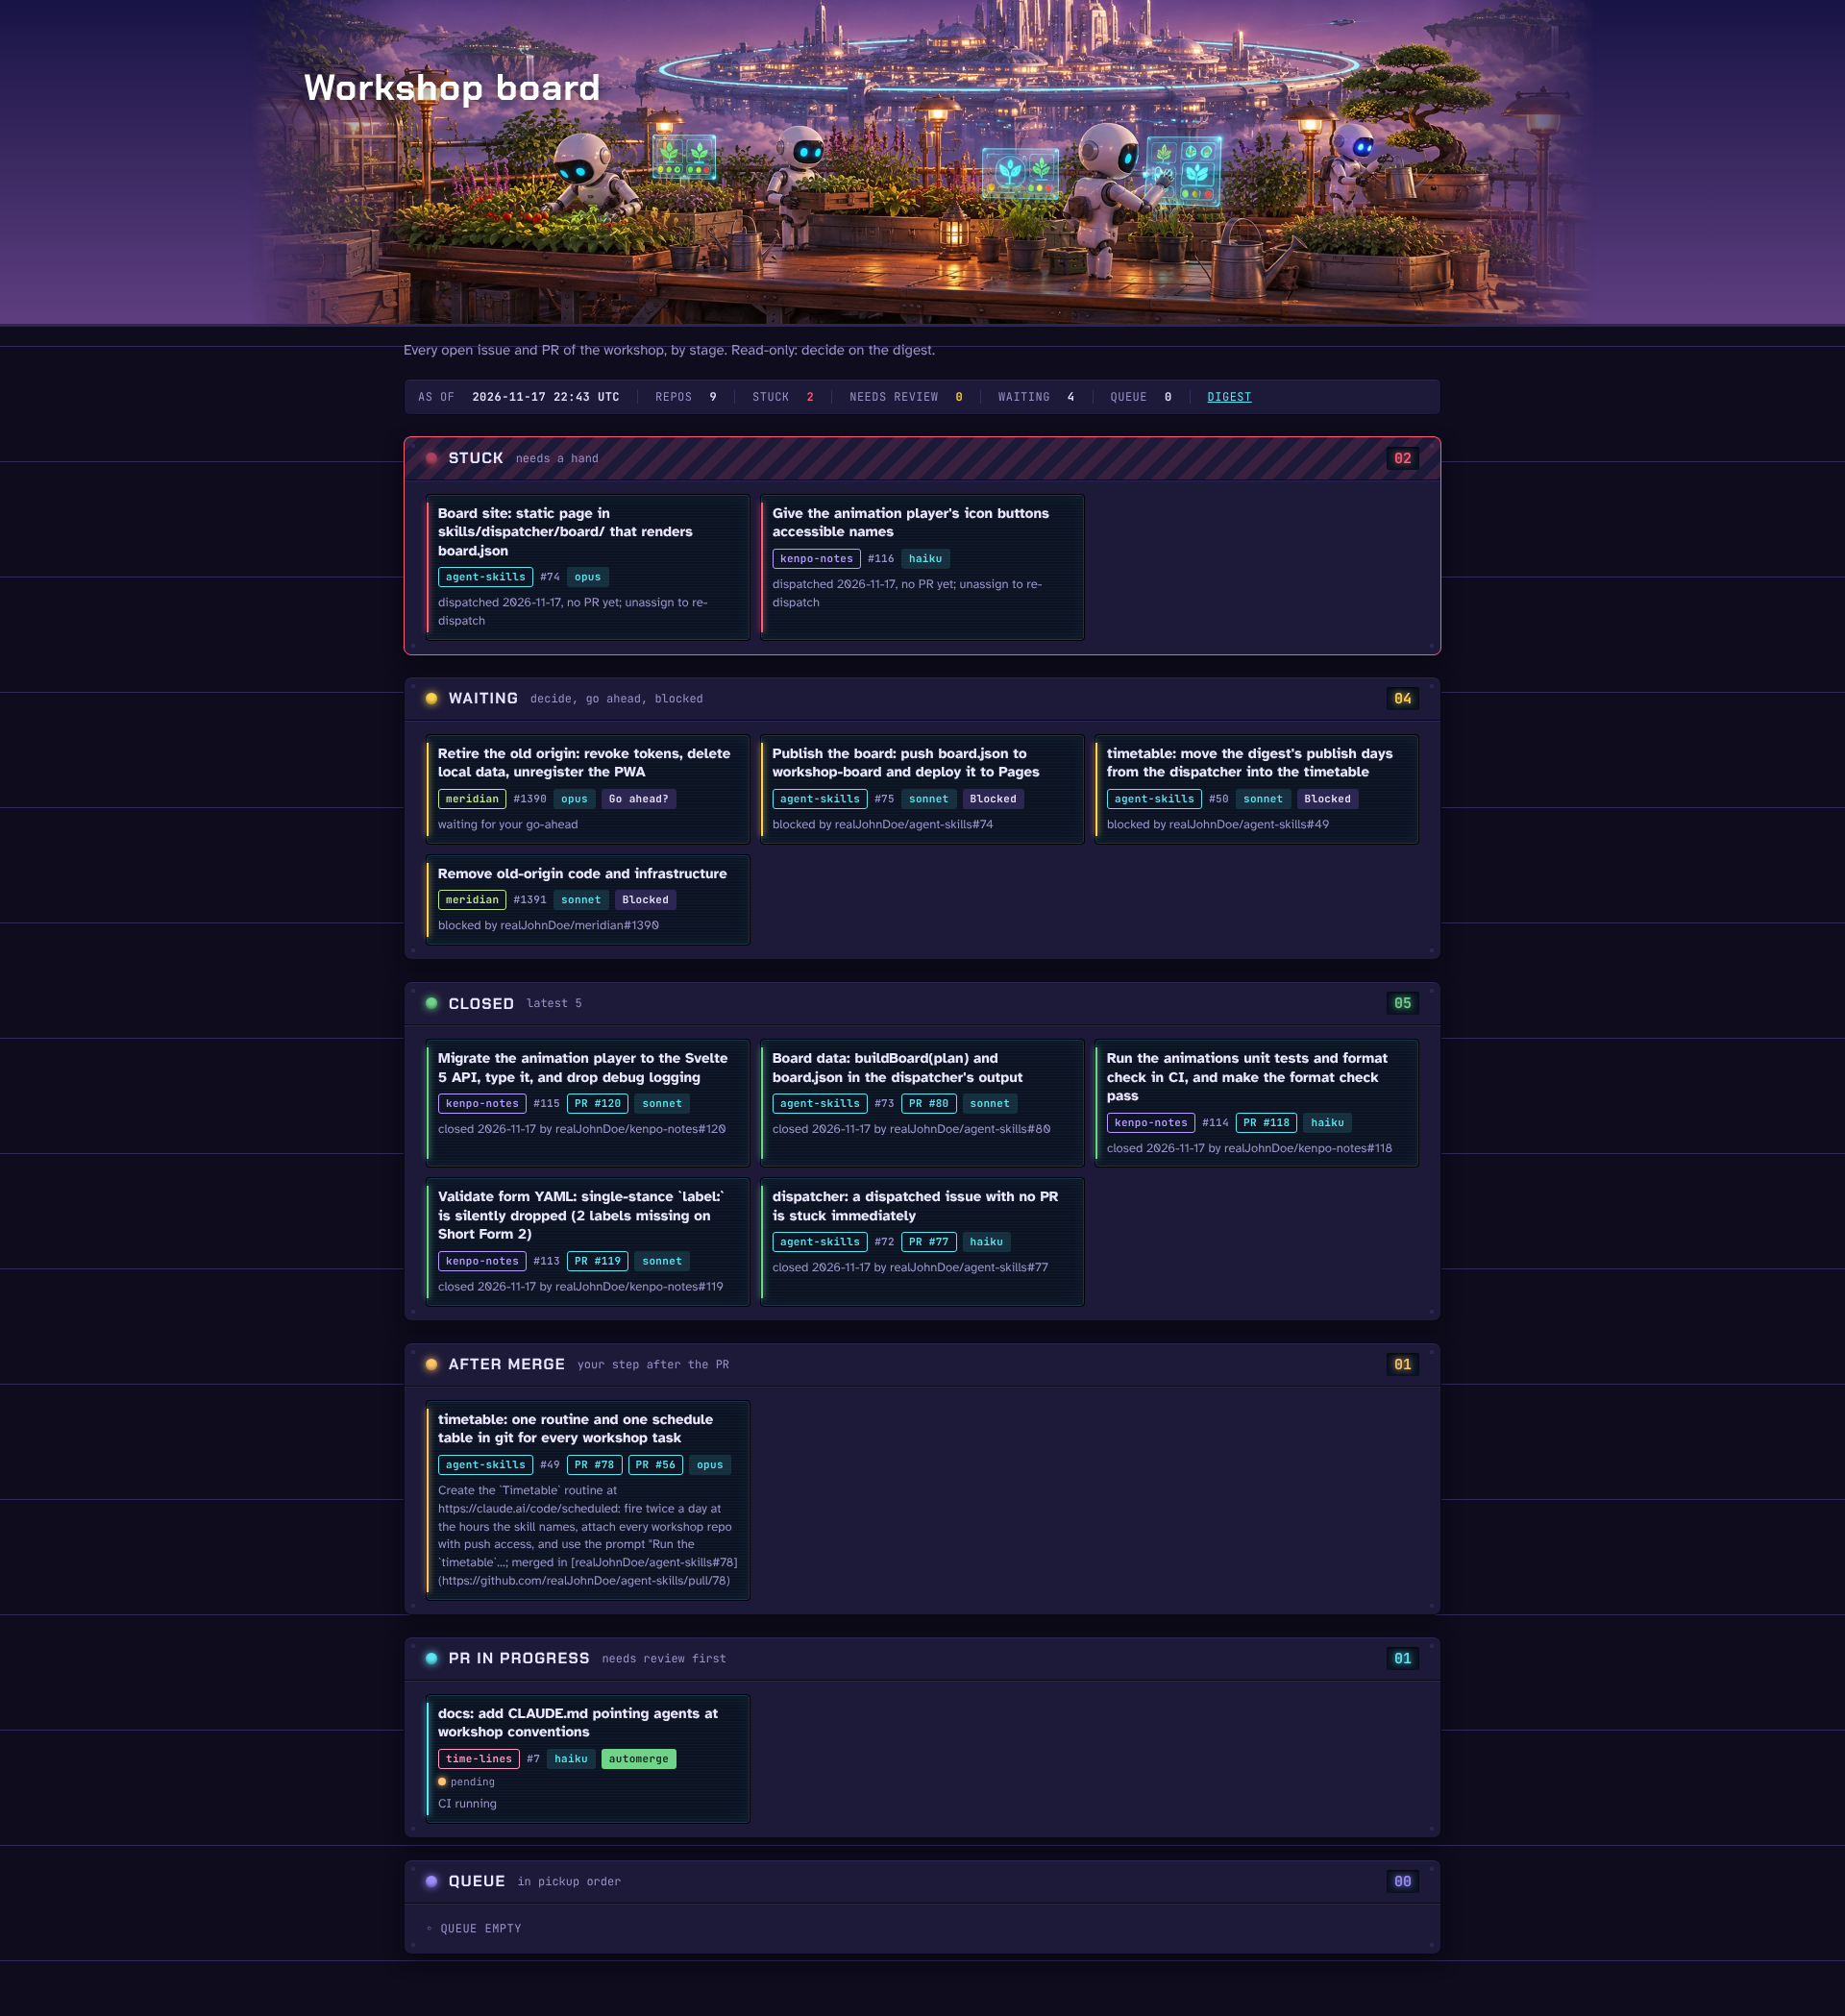 Workshop board
Every open issue and PR of the workshop, by stage. Read-only: decide on the digest.
AS OF 2026-11-17 22:43 UTC REPOS 9 STUCK 2 NEEDS REVIEW 0 WAITING 4 QUEUE 0 DIGEST
STUCK needs a hand 02
Board site: static page in
skills/dispatcher/board/ that renders
board.json
agent-skills #74 opus
dispatched 2026-11-17, no PR yet; unassign to re-
dispatch
Give the animation player's icon buttons
accessible names
kenpo-notes #116 haiku
dispatched 2026-11-17, no PR yet; unassign to re-
dispatch
WAITING decide, go ahead, blocked 04
Retire the old origin: revoke tokens, delete
local data, unregister the PWA
meridian #1390 opus Go ahead?
waiting for your go-ahead
Publish the board: push board.json to
workshop-board and deploy it to Pages
agent-skills #75 sonnet Blocked
blocked by realJohnDoe/agent-skills#74
timetable: move the digest's publish days
from the dispatcher into the timetable
agent-skills #50 sonnet Blocked
blocked by realJohnDoe/agent-skills#49
Remove old-origin code and infrastructure
meridian #1391 sonnet Blocked
blocked by realJohnDoe/meridian#1390
CLOSED latest 5 05
Migrate the animation player to the Svelte
5 API, type it, and drop debug logging
kenpo-notes #115 PR #120 sonnet
closed 2026-11-17 by realJohnDoe/kenpo-notes#120
Board data: buildBoard(plan) and
board.json in the dispatcher's output
agent-skills #73 PR #80 sonnet
closed 2026-11-17 by realJohnDoe/agent-skills#80
Run the animations unit tests and format
check in CI, and make the format check
pass
kenpo-notes #114 PR #118 haiku
closed 2026-11-17 by realJohnDoe/kenpo-notes#118
Validate form YAML: single-stance `label:`
is silently dropped (2 labels missing on
Short Form 2)
kenpo-notes #113 PR #119 sonnet
closed 2026-11-17 by realJohnDoe/kenpo-notes#119
dispatcher: a dispatched issue with no PR
is stuck immediately
agent-skills #72 PR #77 haiku
closed 2026-11-17 by realJohnDoe/agent-skills#77
AFTER MERGE your step after the PR 01
timetable: one routine and one schedule
table in git for every workshop task
agent-skills #49 PR #78 PR #56 opus
Create the `Timetable` routine at
https://claude.ai/code/scheduled: fire twice a day at
the hours the skill names, attach every workshop repo
with push access, and use the prompt "Run the
`timetable`…; merged in [realJohnDoe/agent-skills#78]
(https://github.com/realJohnDoe/agent-skills/pull/78)
PR IN PROGRESS needs review first 01
docs: add CLAUDE.md pointing agents at
workshop conventions
time-lines #7 haiku automerge
pending
CI running
QUEUE in pickup order 00
QUEUE EMPTY